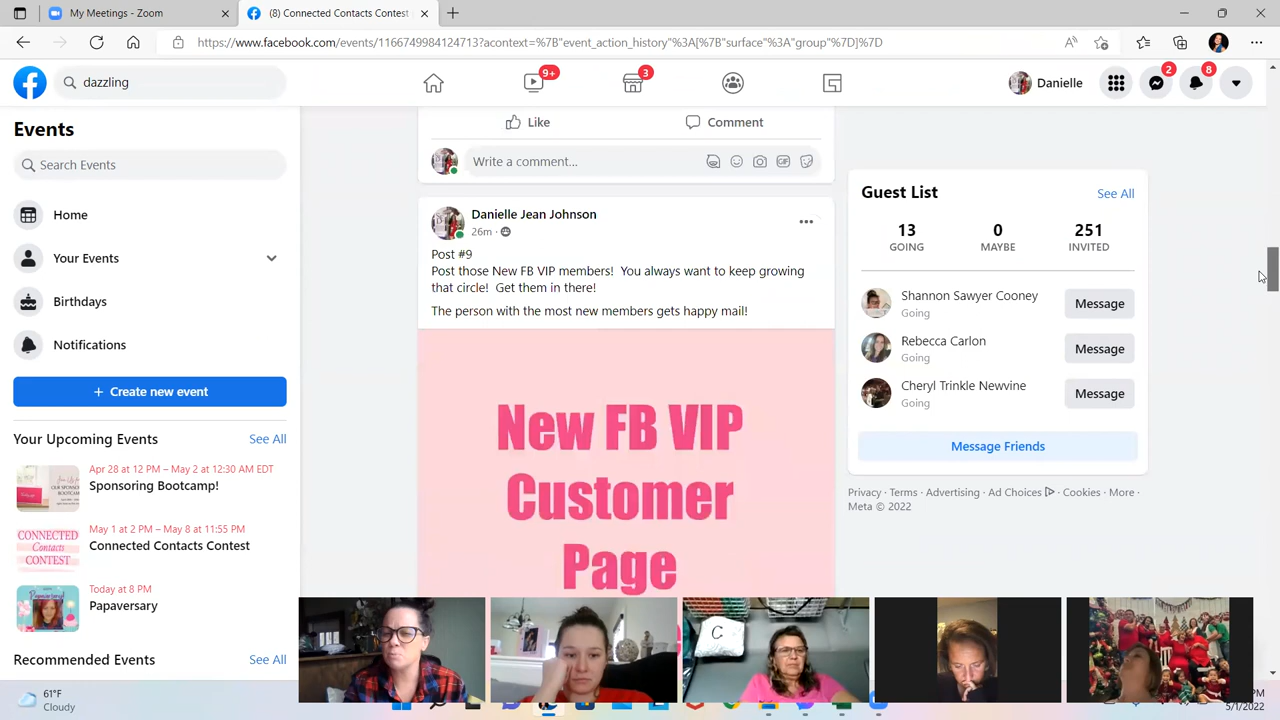 My Meetings - Zoom
(8) Connected Contacts Contest
https://www.facebook.com/events/1166749984124713?acontext=%7B"event_action_history"%3A[%7B"surface"%3A"group"%7D]%7D
dazzling
9+
3
Danielle
2
8
Events
Search Events
Home
Your Events
Birthdays
Notifications
+ Create new event
Your Upcoming Events
See All
Apr 28 at 12 PM – May 2 at 12:30 AM EDT
Sponsoring Bootcamp!
May 1 at 2 PM – May 8 at 11:55 PM
Connected Contacts Contest
CONNECTED
Contacts
CONTEST
Today at 8 PM
Papaversary
Recommended Events
See All
Like
Comment
Write a comment...
GIF
Danielle Jean Johnson
26m ·
Post #9
Post those New FB VIP members! You always want to keep growing
that circle! Get them in there!
The person with the most new members gets happy mail!
New FB VIP
Customer
Page
Guest List
See All
13
GOING
0
MAYBE
251
INVITED
Shannon Sawyer Cooney
Going
Message
Rebecca Carlon
Going
Message
Cheryl Trinkle Newvine
Going
Message
Message Friends
Privacy · Terms · Advertising · Ad Choices · Cookies · More ·
Meta © 2022
C
61°F
Cloudy
5/1/2022